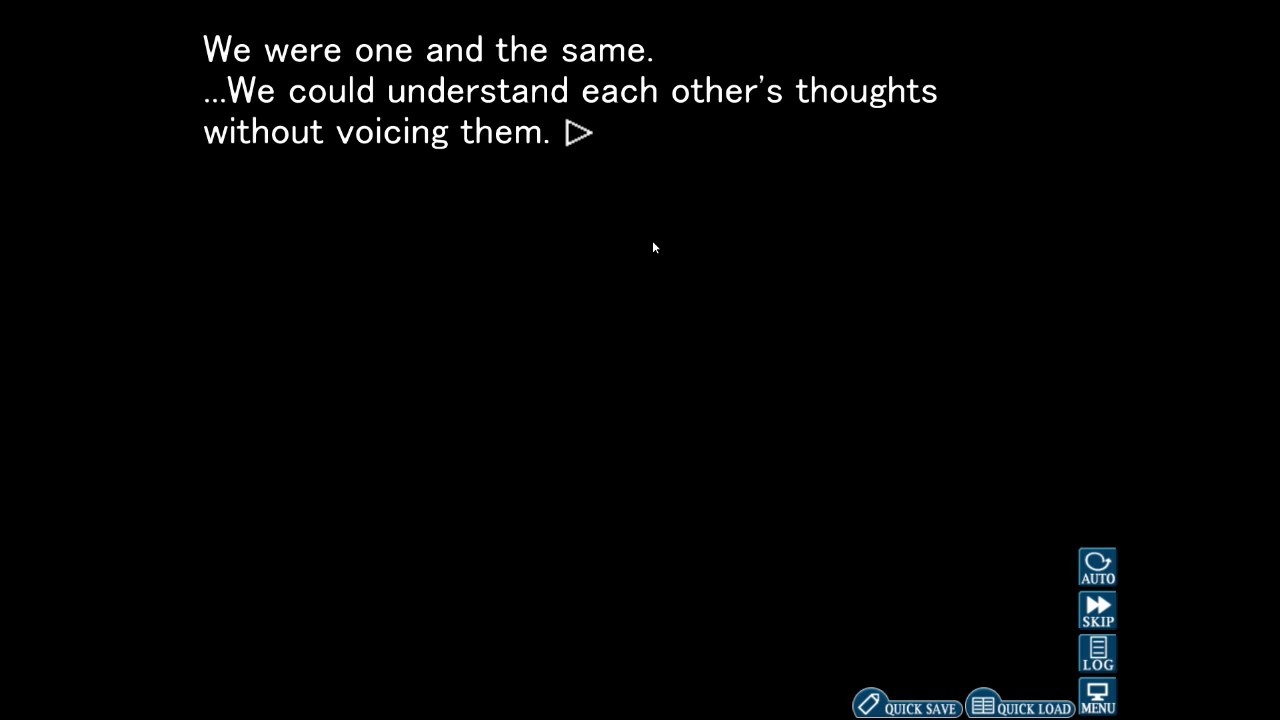 We were one and the same.
...We could understand each other's thoughts
without voicing them.
AUTO
SKIP
LOG
MENU
QUICK SAVE
QUICK LOAD